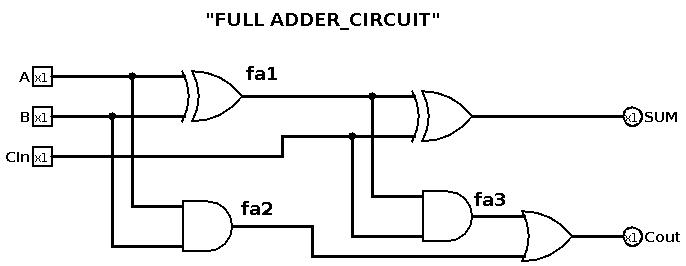 "FULL ADDER_CIRCUIT"
A x1
fa1
B x1
x1 SUM
CIn x1
fa2
fa3
x1 Cout